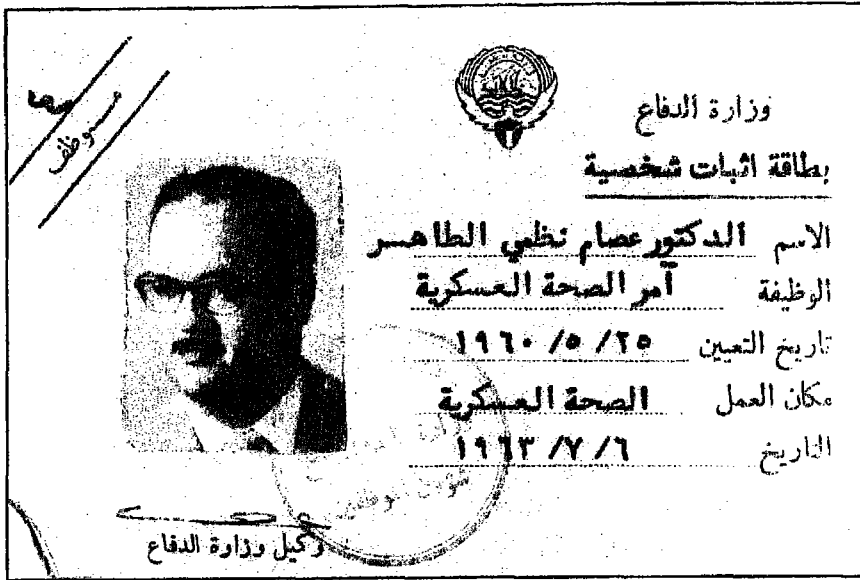 موظف
وزارة الدفاع
بطاقة اثبات شخصية
الاسم الدكتور عصام نظمي الطاهر
الوظيفة آمر الصحة العسكرية
تاريخ التعيين ١٩٦٠/٥/٢٥
مكان العمل الصحة العسكرية
التاريخ ١٩٦٣/٧/٦
وكيل وزارة الدفاع